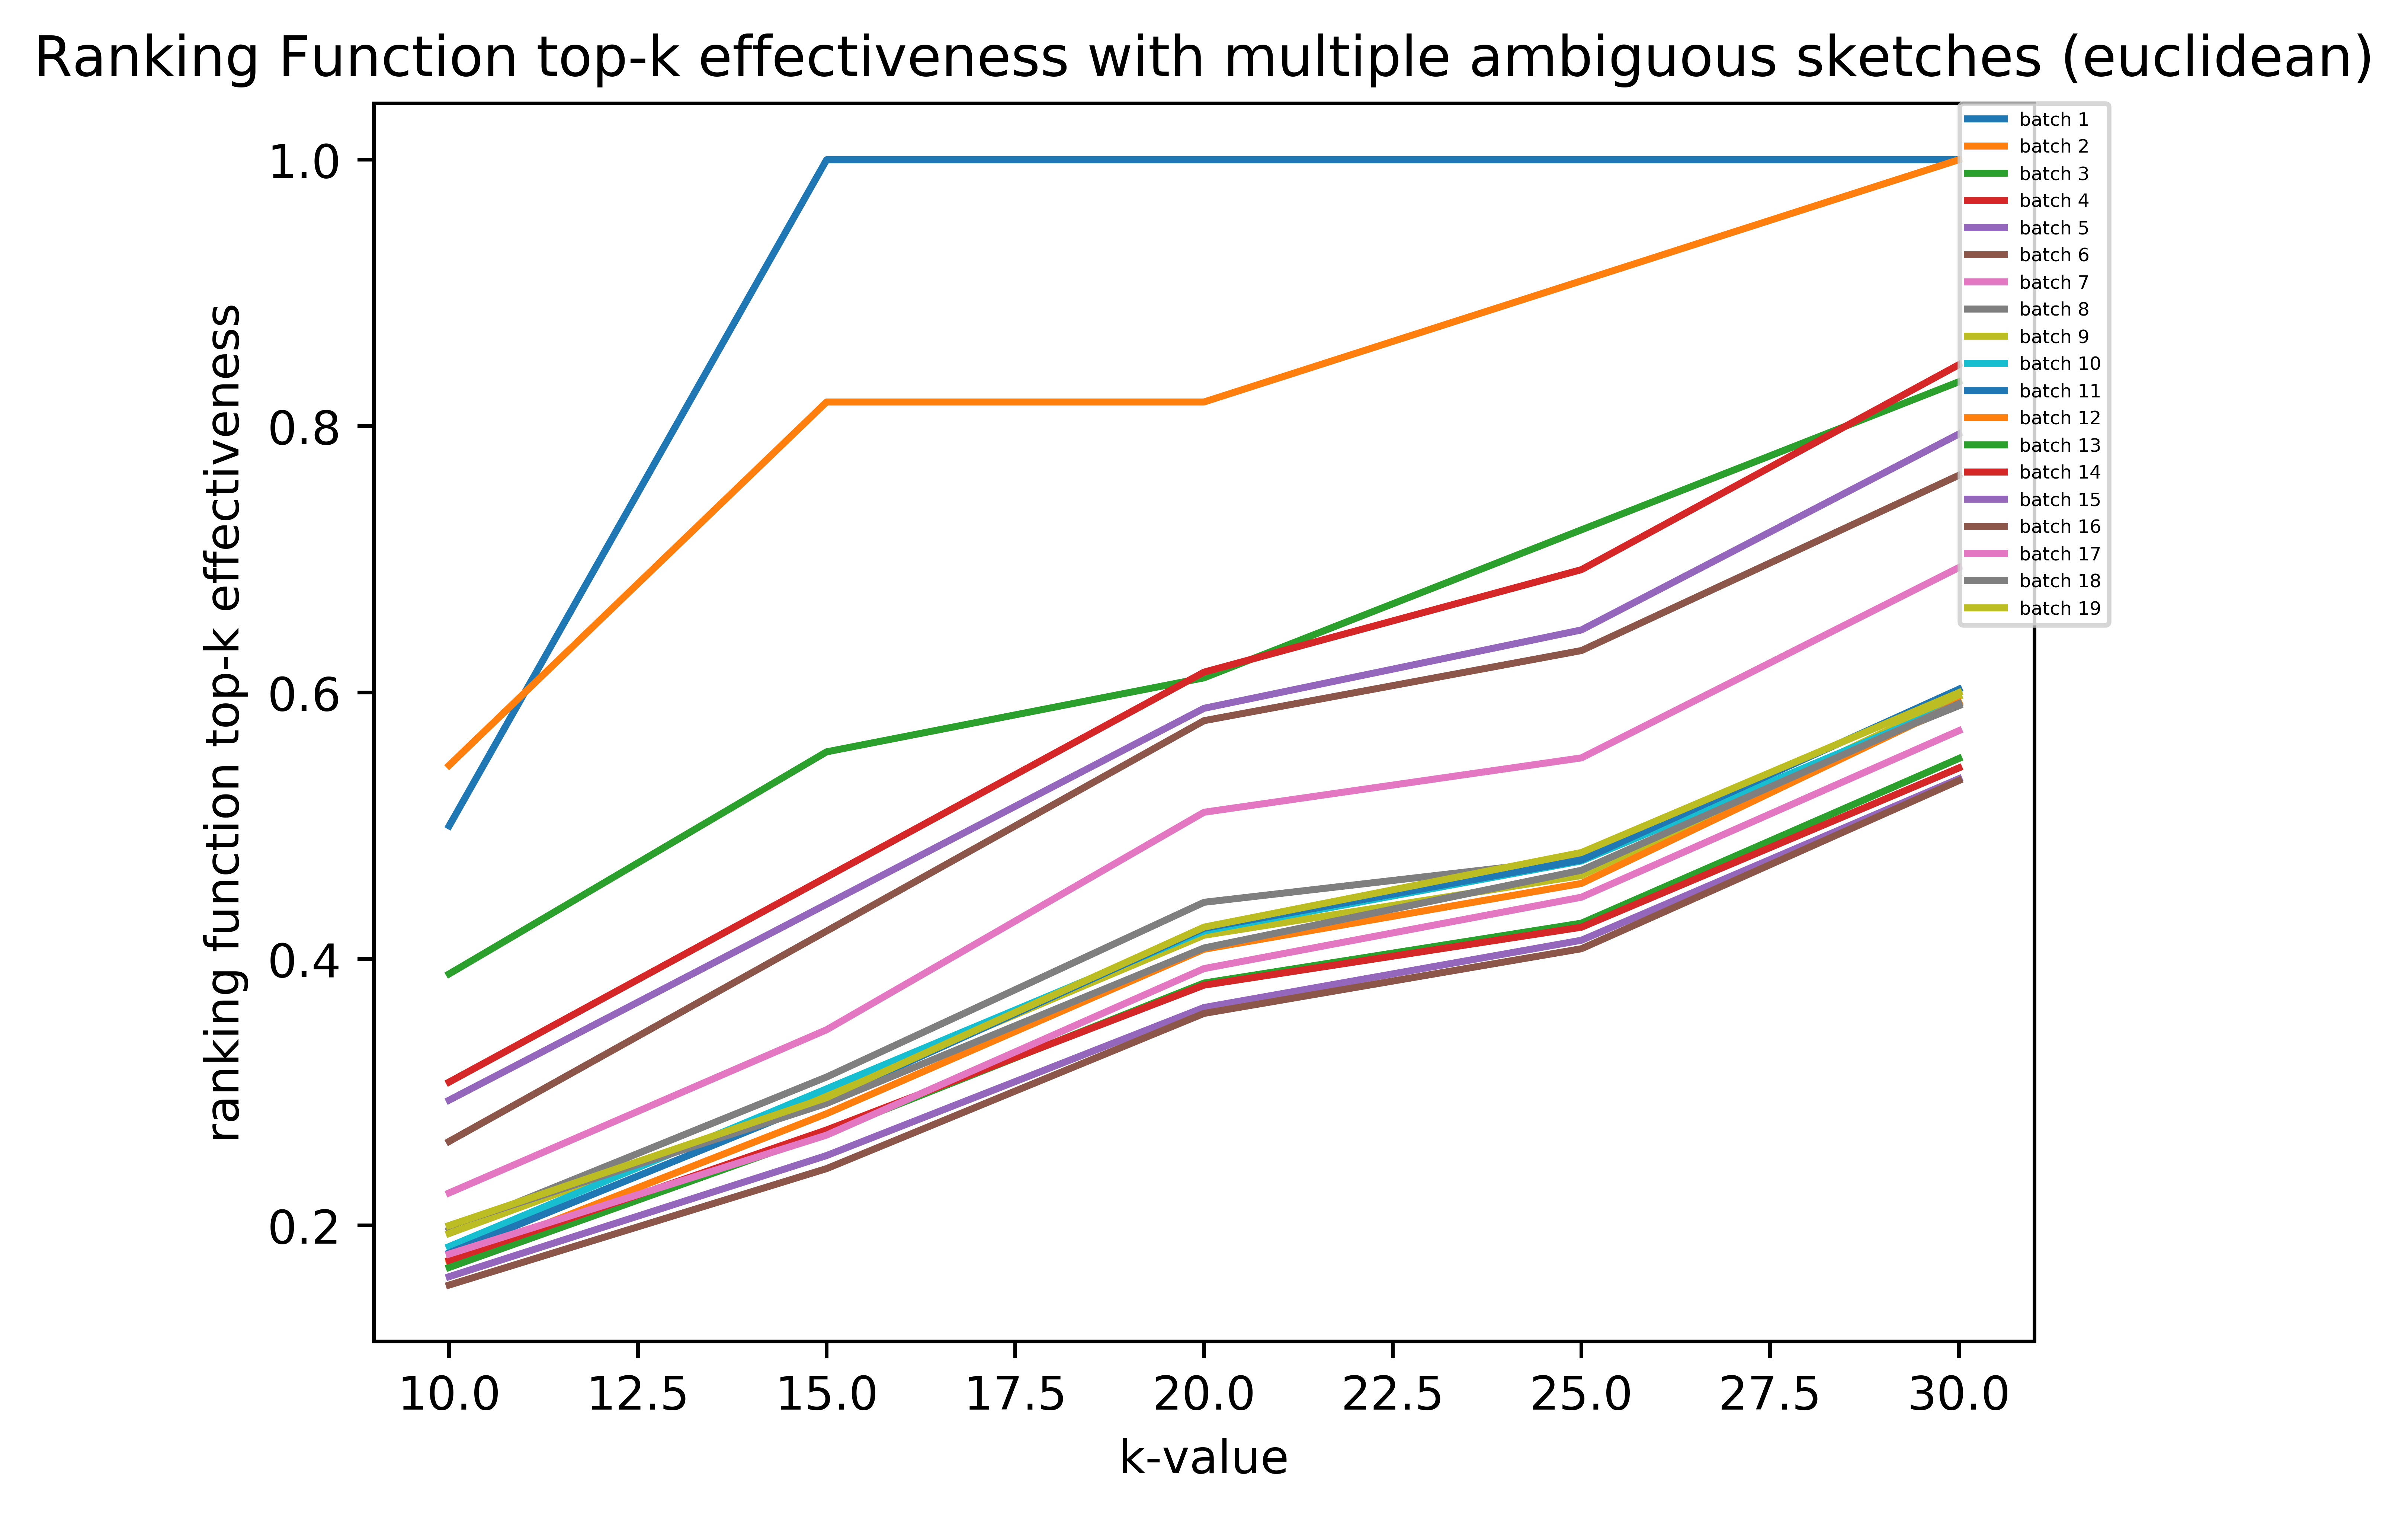 Ranking Function top-k effectiveness with multiple ambiguous sketches (euclidean)
ranking function top-k effectiveness
1.0
0.8
0.6
0.4
0.2
10.0 12.5 15.0 17.5 20.0 22.5 25.0 27.5 30.0
k-value
batch 1
batch 2
batch 3
batch 4
batch 5
batch 6
batch 7
batch 8
batch 9
batch 10
batch 11
batch 12
batch 13
batch 14
batch 15
batch 16
batch 17
batch 18
batch 19